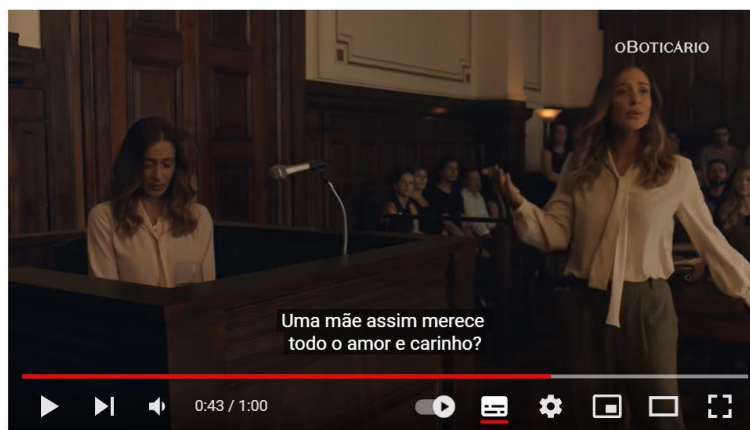 oBoticário
Uma mãe assim merece
todo o amor e carinho?
0:43 / 1:00